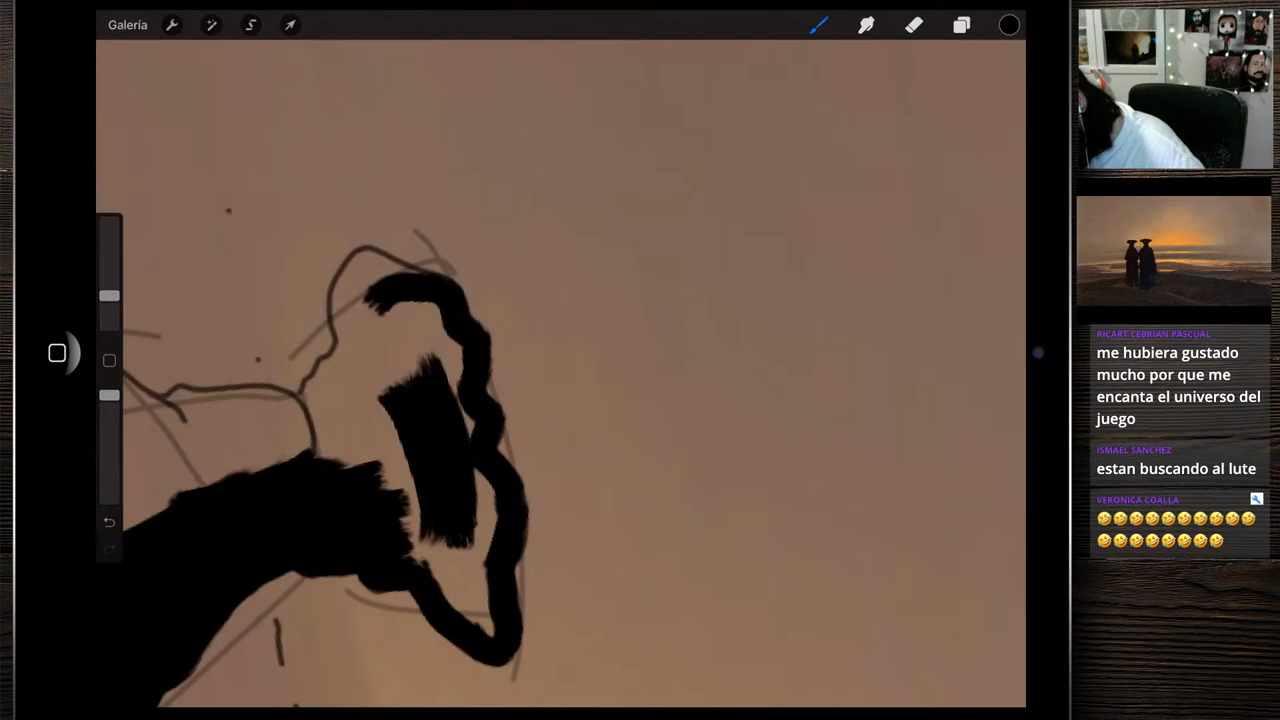 Galería
RICART CEBRIAN PASCUAL
me hubiera gustado
mucho por que me
encanta el universo del
juego
ISMAEL SANCHEZ
estan buscando al lute
VERONICA COALLA